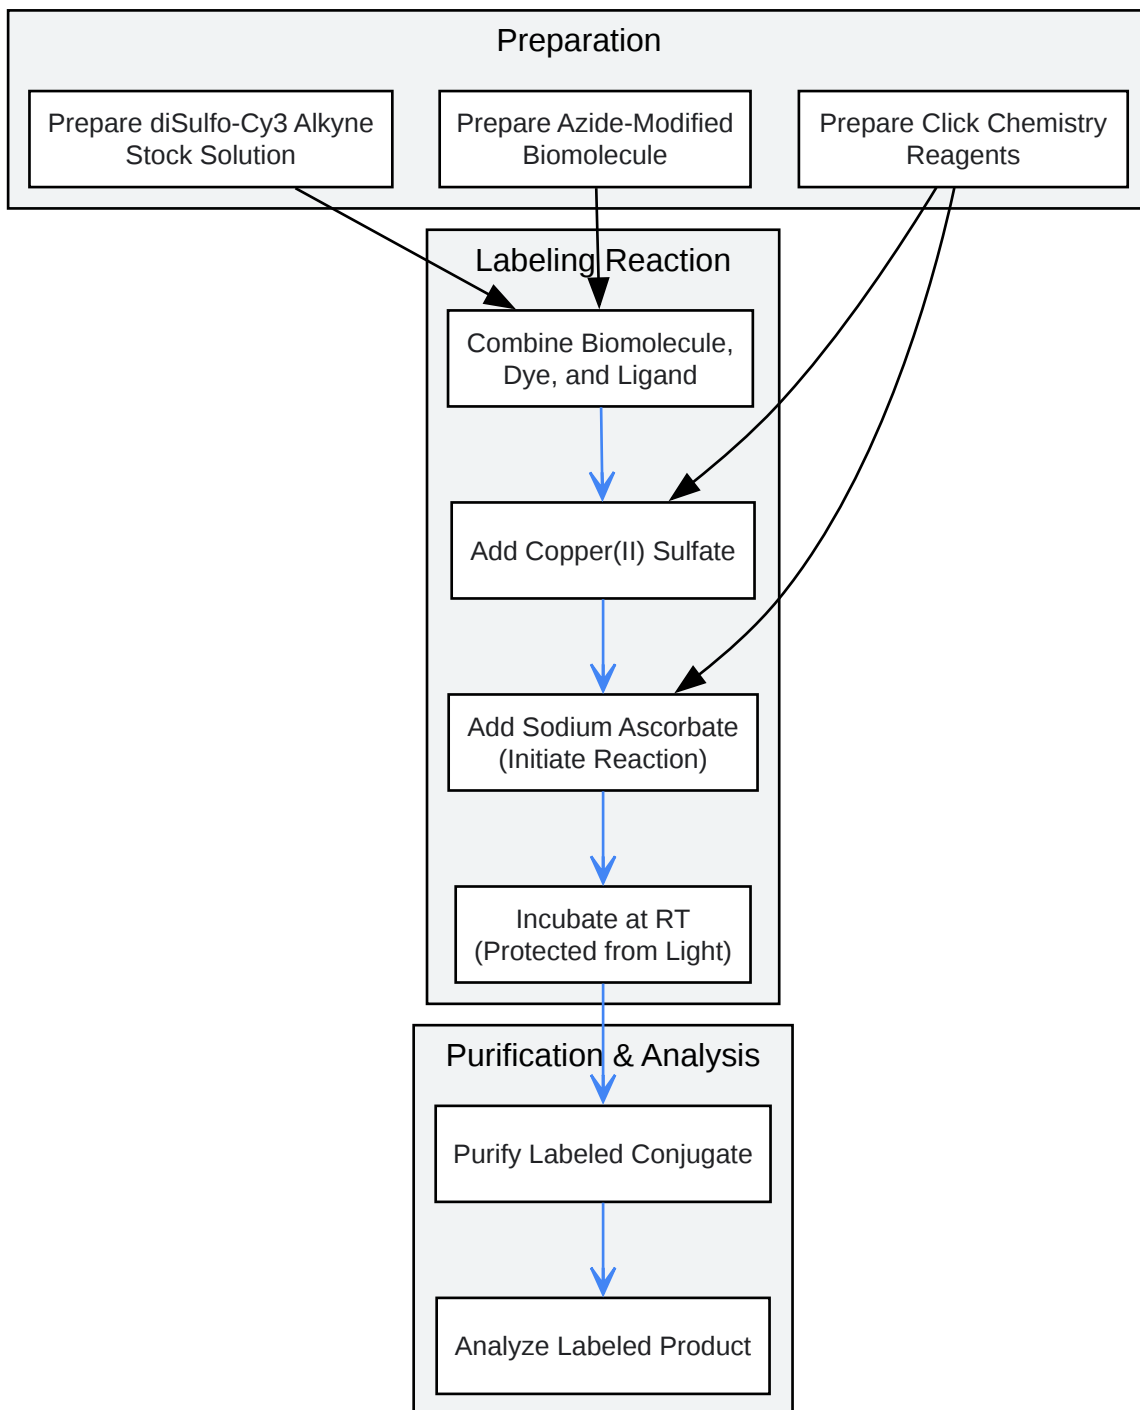 Preparation
Prepare diSulfo-Cy3 Alkyne
Stock Solution
Prepare Azide-Modified
Biomolecule
Prepare Click Chemistry
Reagents
Labeling Reaction
Combine Biomolecule,
Dye, and Ligand
Add Copper(II) Sulfate
Add Sodium Ascorbate
(Initiate Reaction)
Incubate at RT
(Protected from Light)
Purification & Analysis
Purify Labeled Conjugate
Analyze Labeled Product